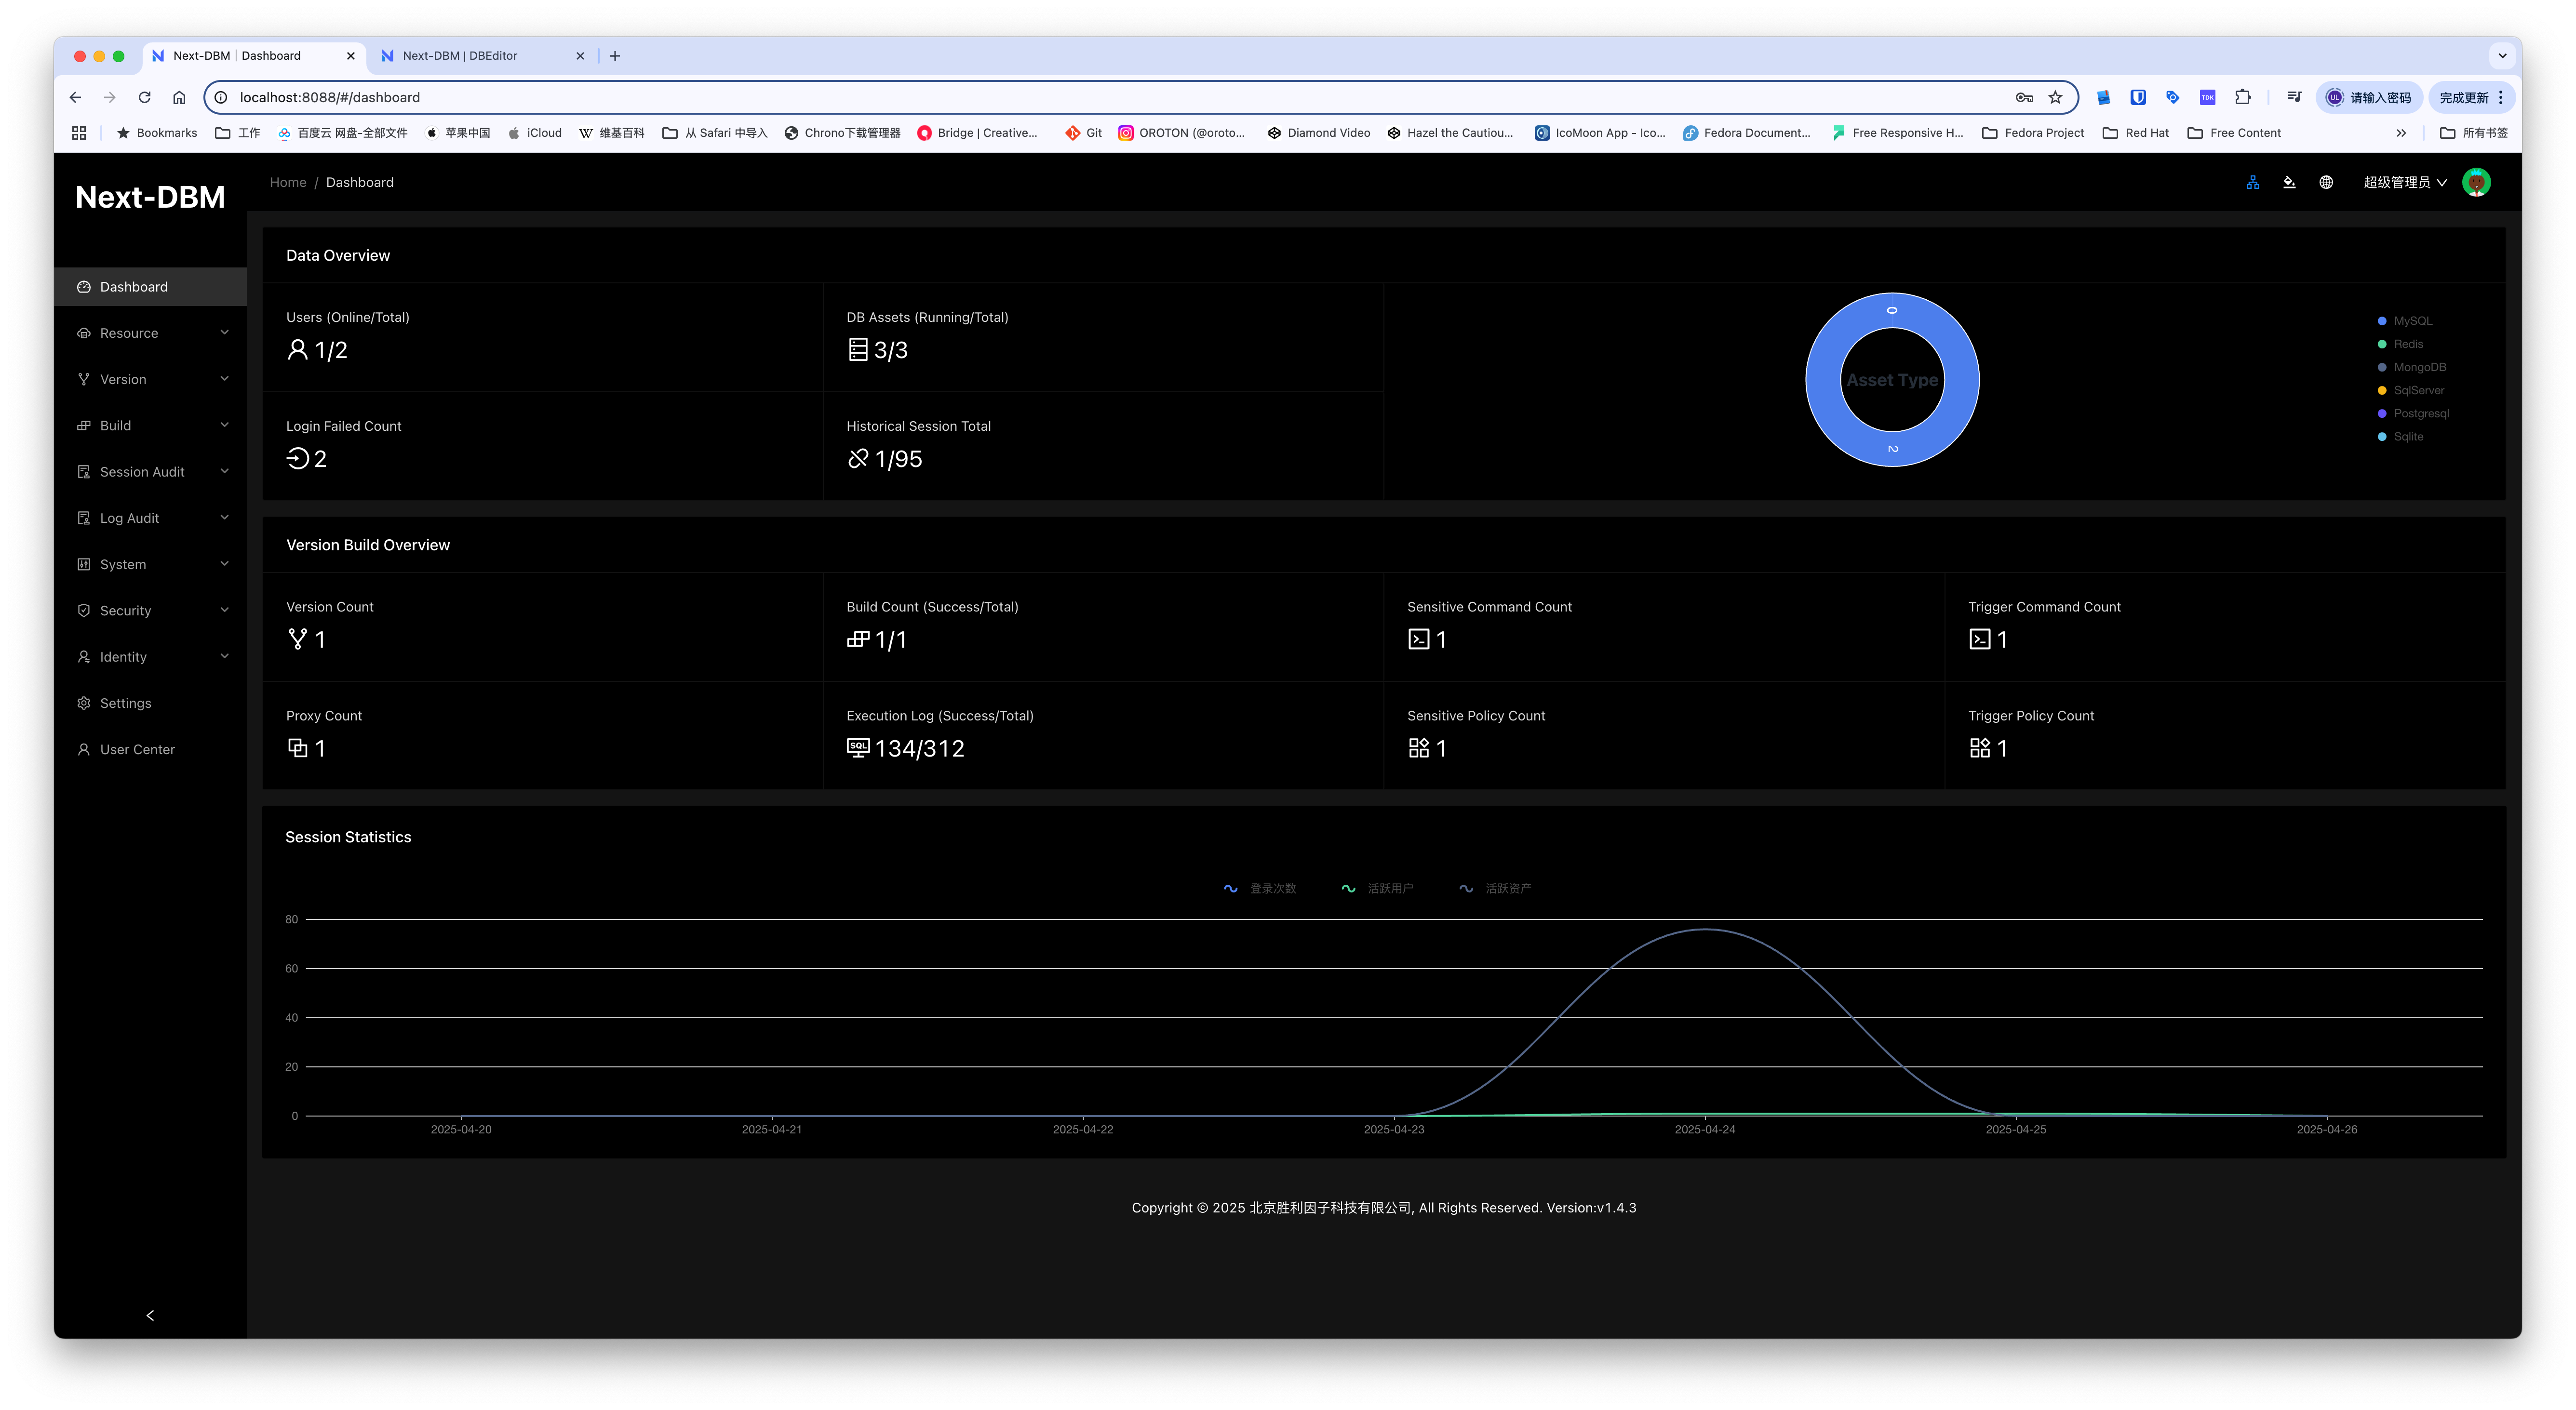 Next-DBM | Dashboard
Next-DBM | DBEditor
localhost:8088/#/dashboard
TDK
UL
请输入密码
完成更新
Bookmarks
工作
百度云 网盘-全部文件
苹果中国
iCloud
维基百科
从 Safari 中导入
Chrono下载管理器
Bridge | Creative...
Git
OROTON (@oroto...
Diamond Video
Hazel the Cautiou...
IcoMoon App - Ico...
Fedora Document...
Free Responsive H...
Fedora Project
Red Hat
Free Content
所有书签
Next-DBM
Home / Dashboard
超级管理员
Dashboard
Resource
Version
Build
Session Audit
Log Audit
System
Security
Identity
Settings
User Center
Data Overview
Users (Online/Total)
1/2
DB Assets (Running/Total)
3/3
Login Failed Count
2
Historical Session Total
1/95
0
Asset Type
2
MySQL
Redis
MongoDB
SqlServer
Postgresql
Sqlite
Version Build Overview
Version Count
1
Build Count (Success/Total)
1/1
Sensitive Command Count
1
Trigger Command Count
1
Proxy Count
1
Execution Log (Success/Total)
SQL
134/312
Sensitive Policy Count
1
Trigger Policy Count
1
Session Statistics
登录次数
活跃用户
活跃资产
80
60
40
20
0
2025-04-20
2025-04-21
2025-04-22
2025-04-23
2025-04-24
2025-04-25
2025-04-26
Copyright © 2025 北京胜利因子科技有限公司, All Rights Reserved. Version:v1.4.3